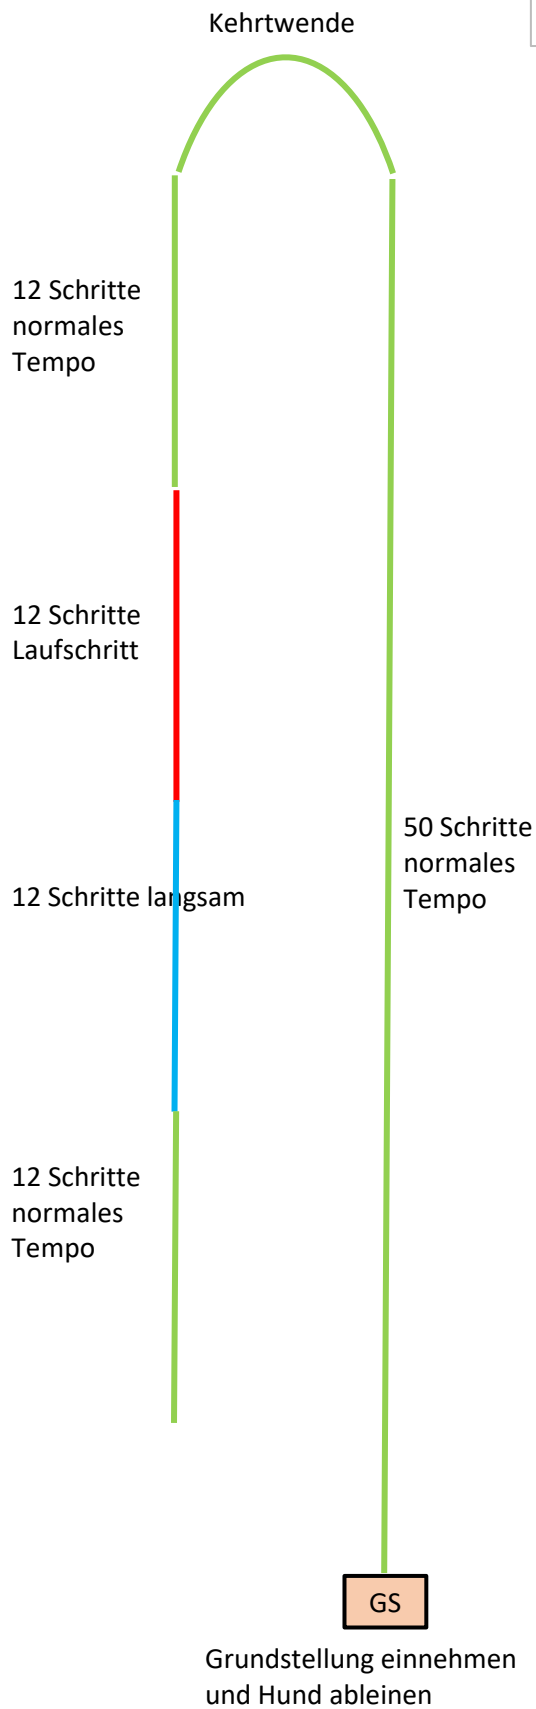 Kehrtwende
12 Schritte
normales
Tempo
12 Schritte
Laufschritt
50 Schritte
normales
Tempo
12 Schritte langsam
12 Schritte
normales
Tempo
GS
Grundstellung einnehmen
und Hund ableinen